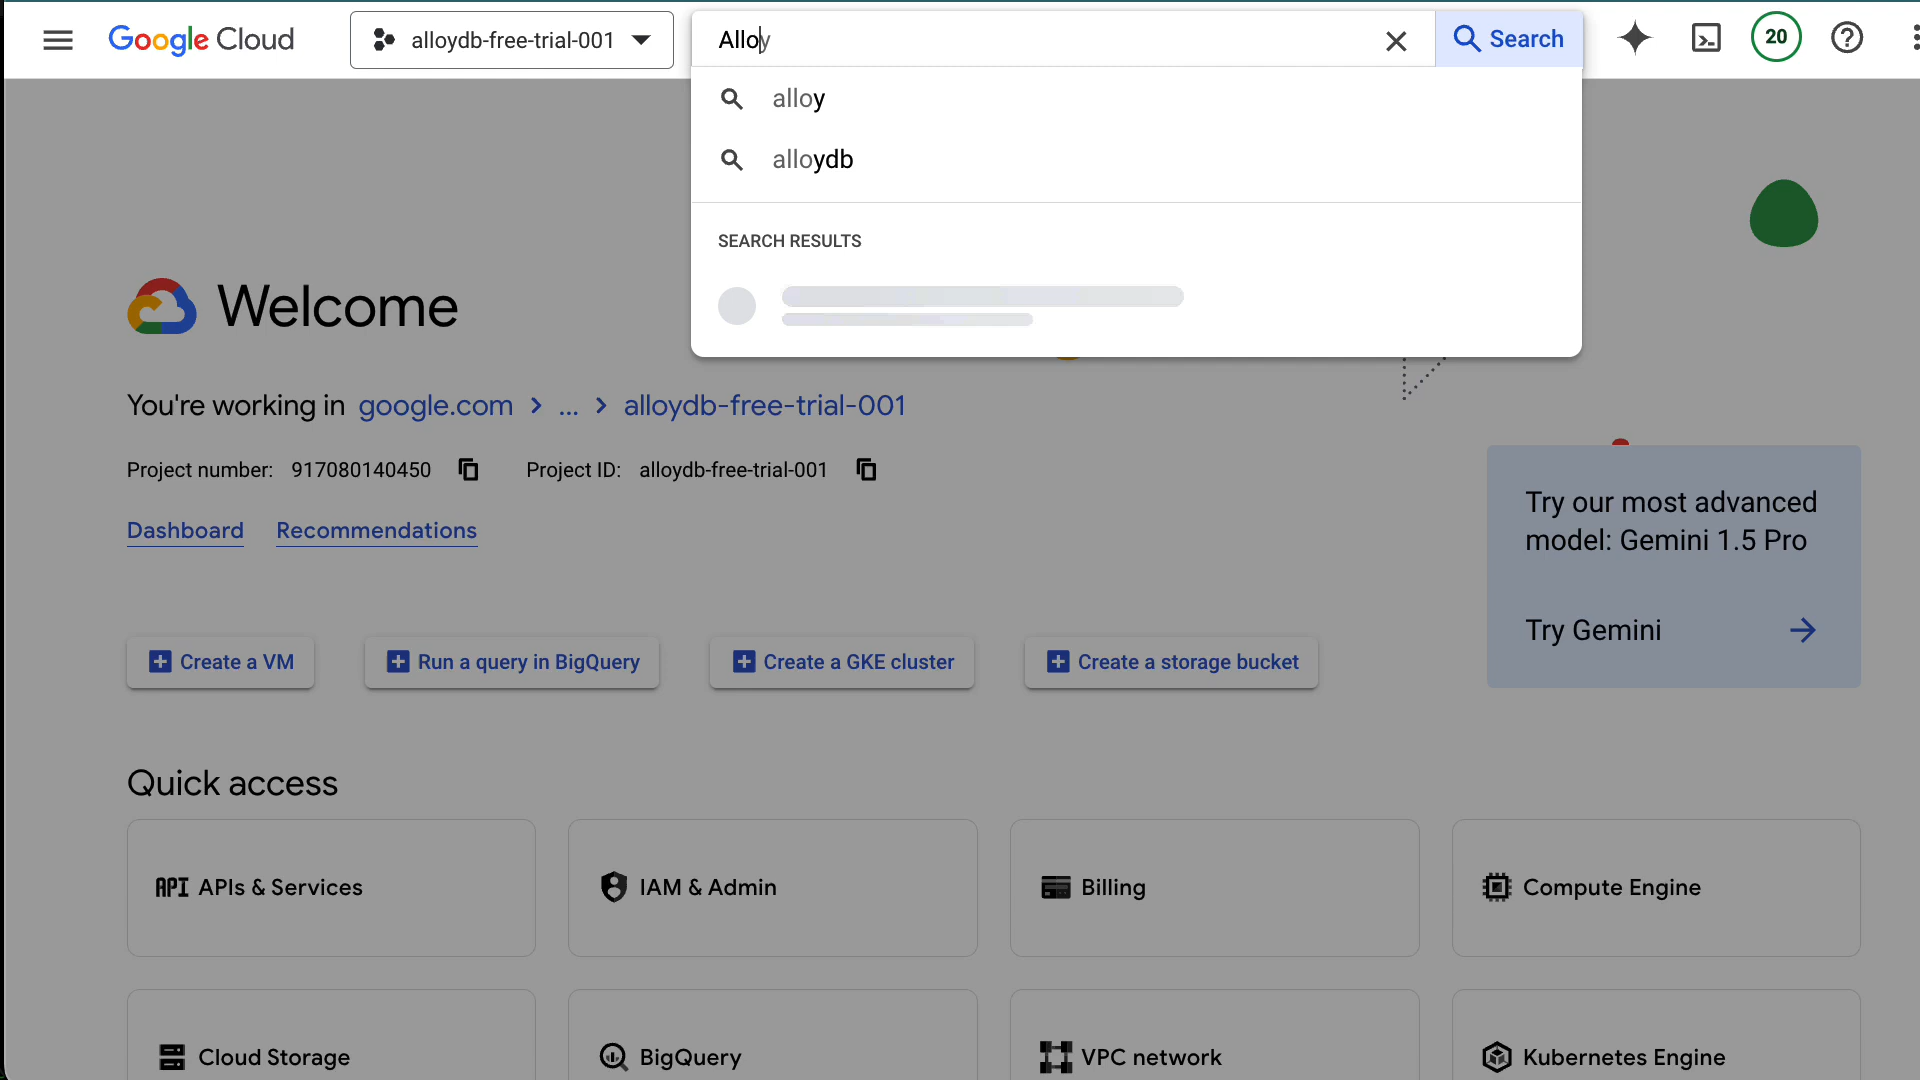 Google Cloud
alloydb-free-trial-001
Alloy
Search
20
alloy
alloydb
SEARCH RESULTS
Welcome
You're working in google.com > ... > alloydb-free-trial-001
Project number: 917080140450 Project ID: alloydb-free-trial-001
Dashboard Recommendations
Try our most advanced
model: Gemini 1.5 Pro
Try Gemini
Create a VM
Run a query in BigQuery
Create a GKE cluster
Create a storage bucket
Quick access
API APIs & Services
IAM & Admin
Billing
Compute Engine
Cloud Storage
BigQuery
VPC network
Kubernetes Engine